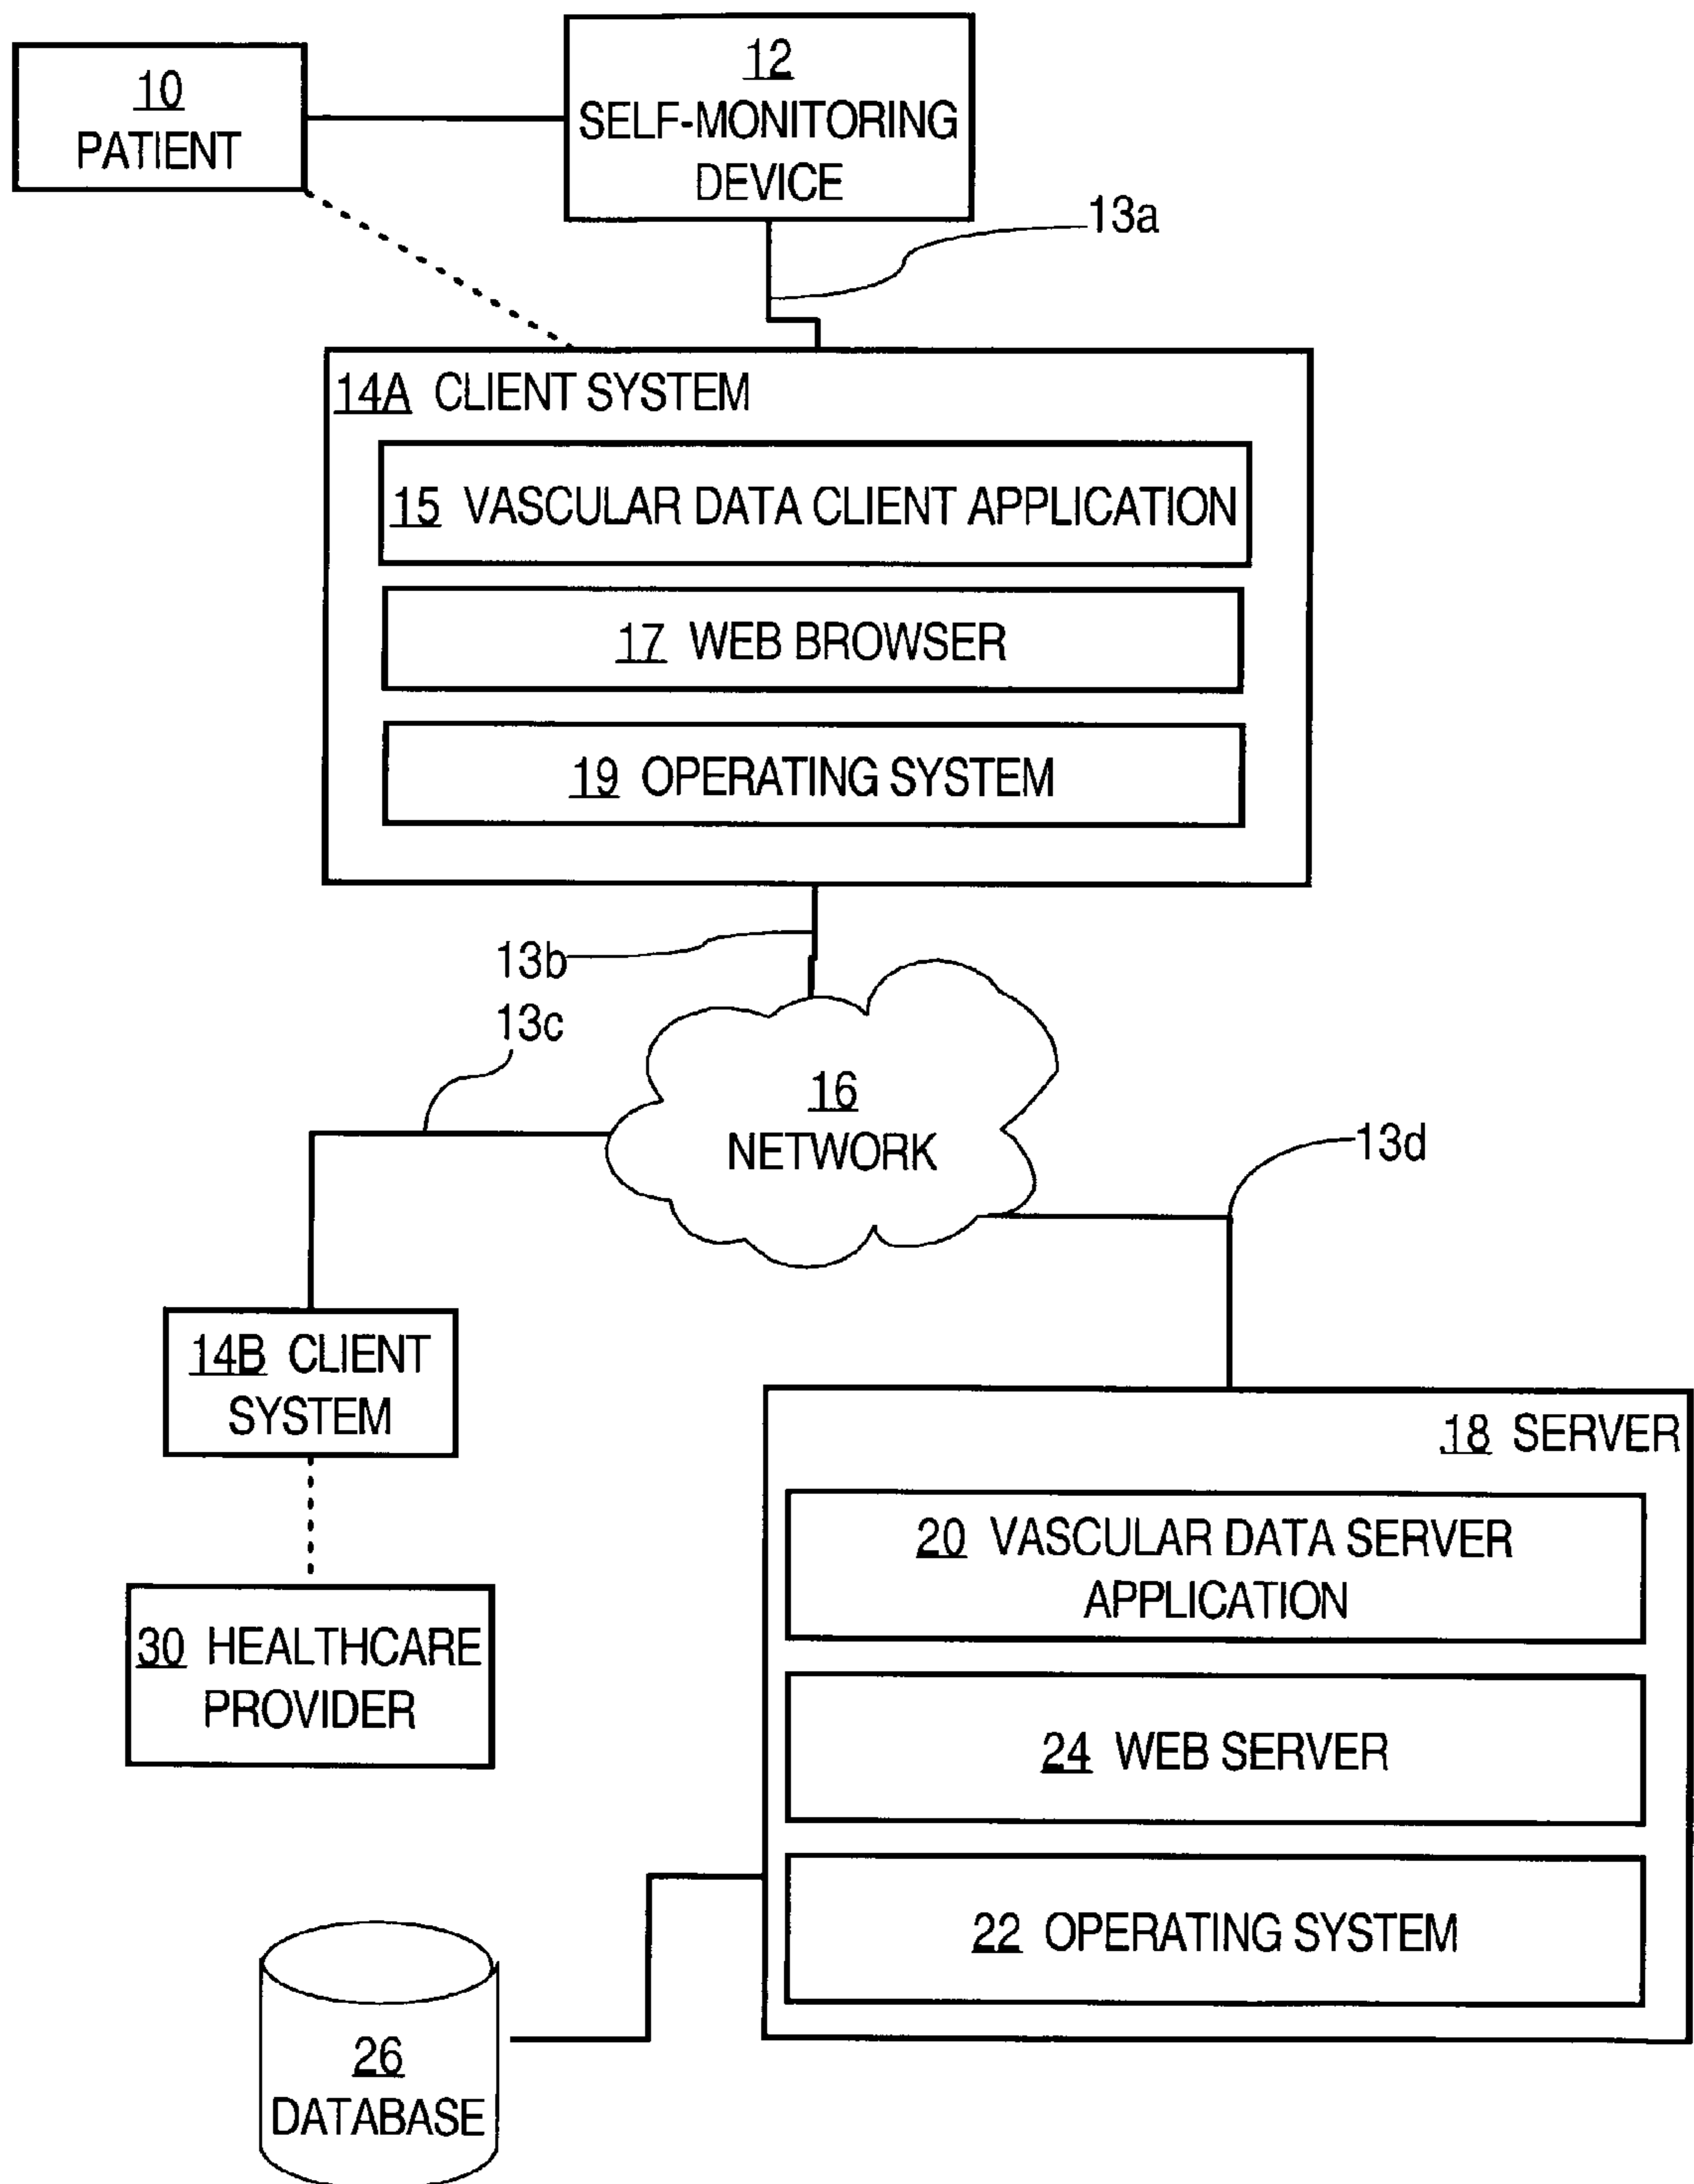 10
PATIENT
12
SELF-MONITORING
DEVICE
13a
14A CLIENT SYSTEM
15 VASCULAR DATA CLIENT APPLICATION
17 WEB BROWSER
19 OPERATING SYSTEM
13b
13c
16
NETWORK
13d
14B CLIENT
SYSTEM
18 SERVER
20 VASCULAR DATA SERVER
APPLICATION
30 HEALTHCARE
PROVIDER
24 WEB SERVER
22 OPERATING SYSTEM
26
DATABASE